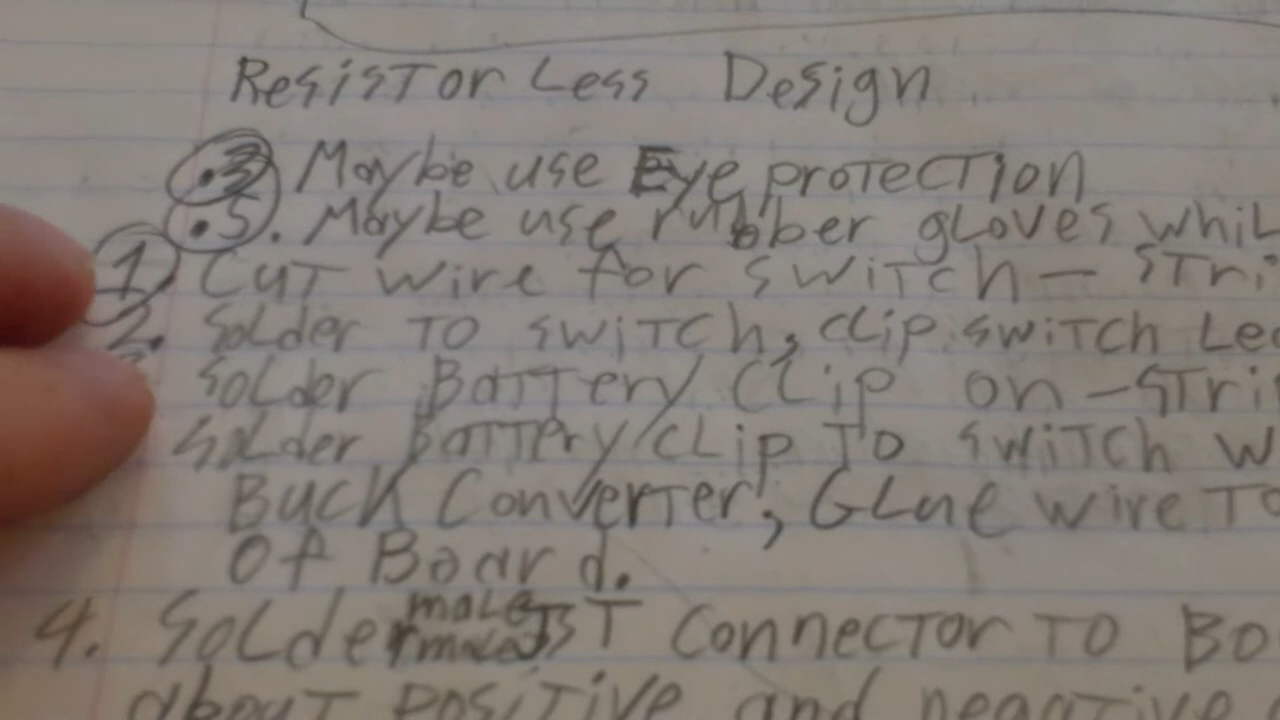 Resistor Less Design
.3 Maybe use Eye protection
.5. Maybe use rubber gloves whil
1 Cut wire for switch - stri
2. Solder to switch, clip switch Le
Solder Battery Clip on - stri
Solder Battery Clip to switch w
Buck Converter, Glue wire to
Of Board.
4. Solder male JST Connector to Bo
about positive and negative